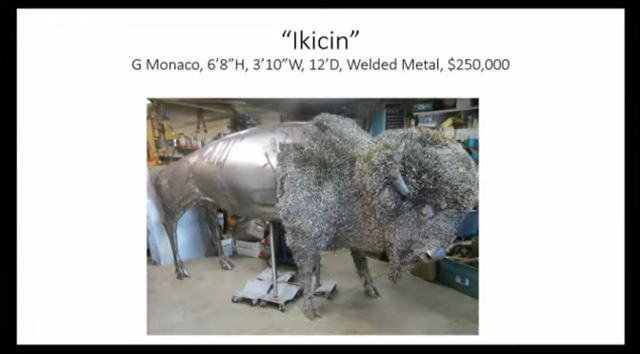 “Ikicin”
G Monaco, 6’8”H, 3’10”W, 12’D, Welded Metal, $250,000